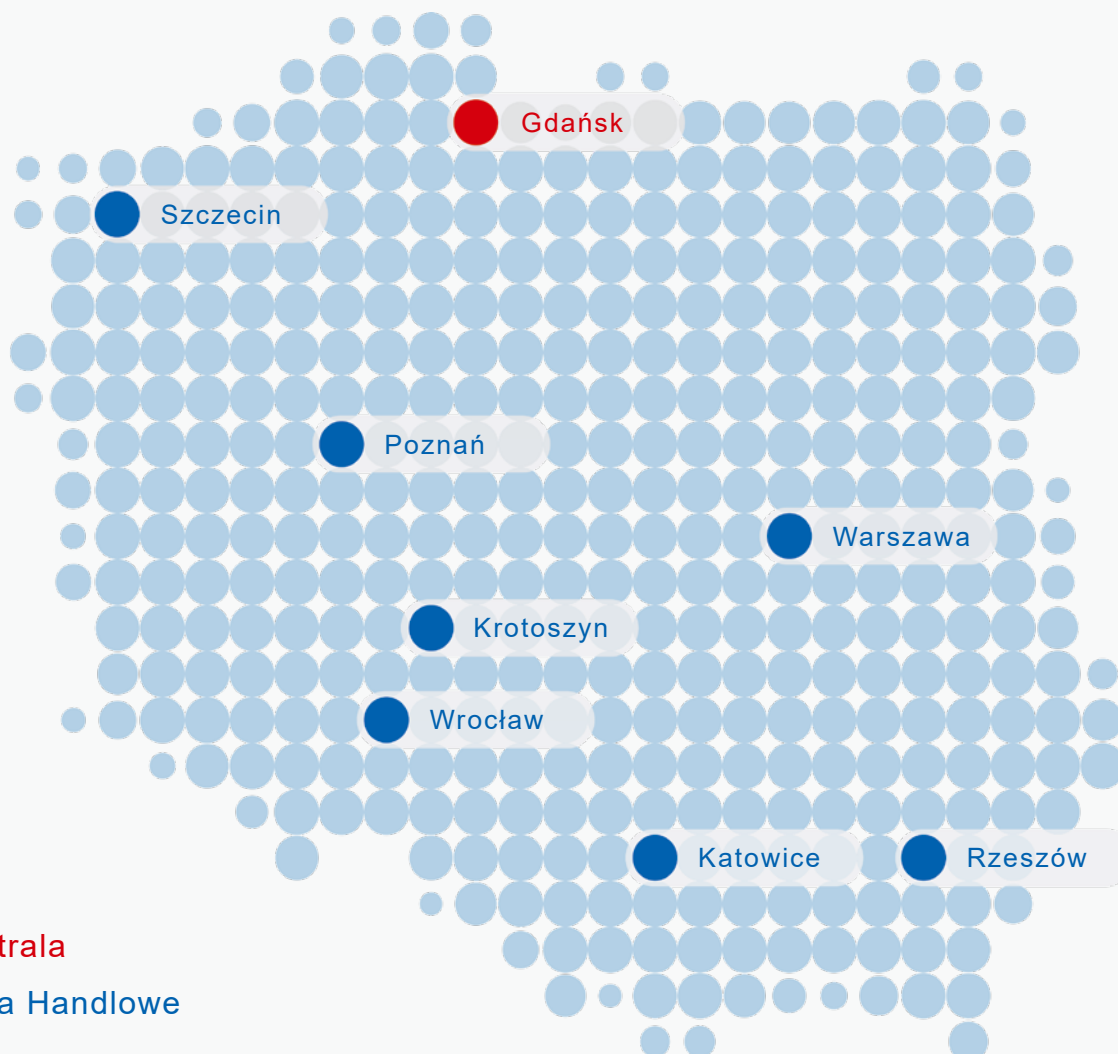 Gdańsk
Szczecin
Poznań
Warszawa
Krotoszyn
Wrocław
Katowice
Rzeszów
trala
a Handlowe